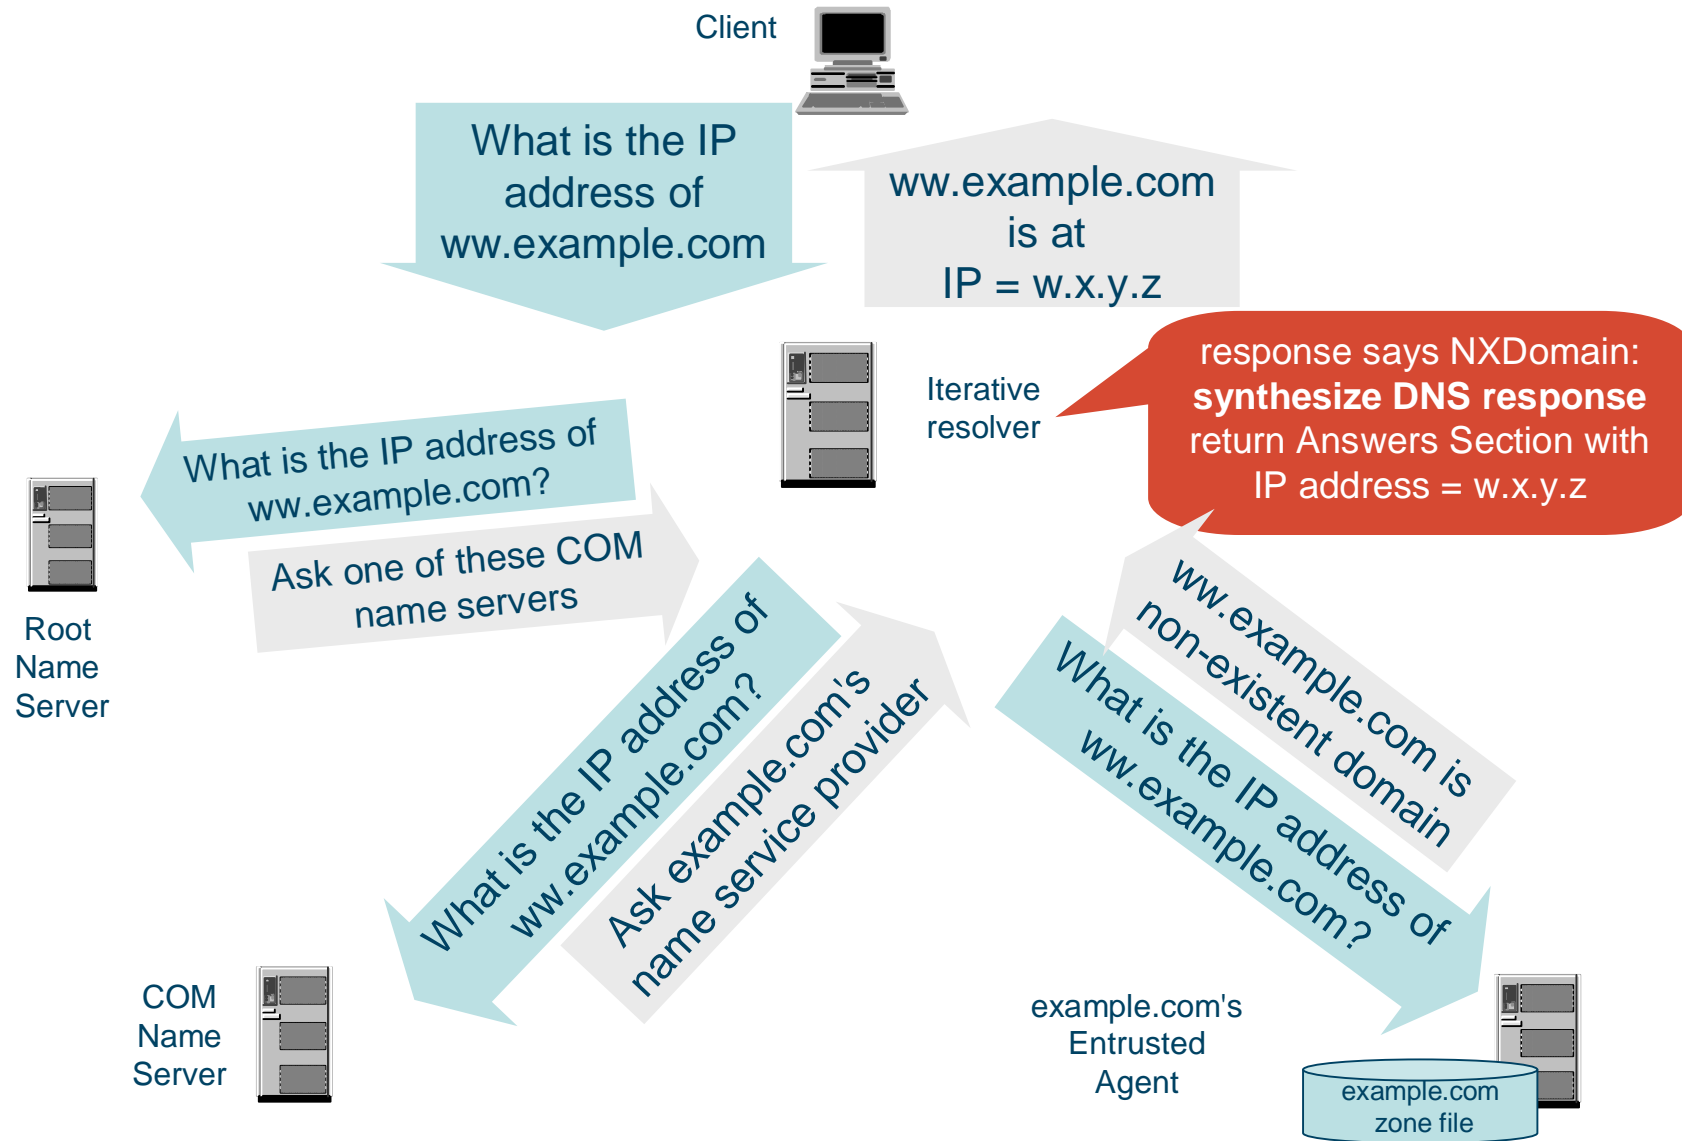 Client
What is the IP
address of
ww.example.com
ww.example.com
is at
IP = w.x.y.z
Iterative
resolver
response says NXDomain:
synthesize DNS response
return Answers Section with
IP address = w.x.y.z
What is the IP address of
ww.example.com?
Ask one of these COM
name servers
Root
Name
Server
What is the IP address of
ww.example.com?
Ask example.com's
name service provider
ww.example.com is
non-existent domain
What is the IP address of
ww.example.com?
COM
Name
Server
example.com's
Entrusted
Agent
example.com
zone file